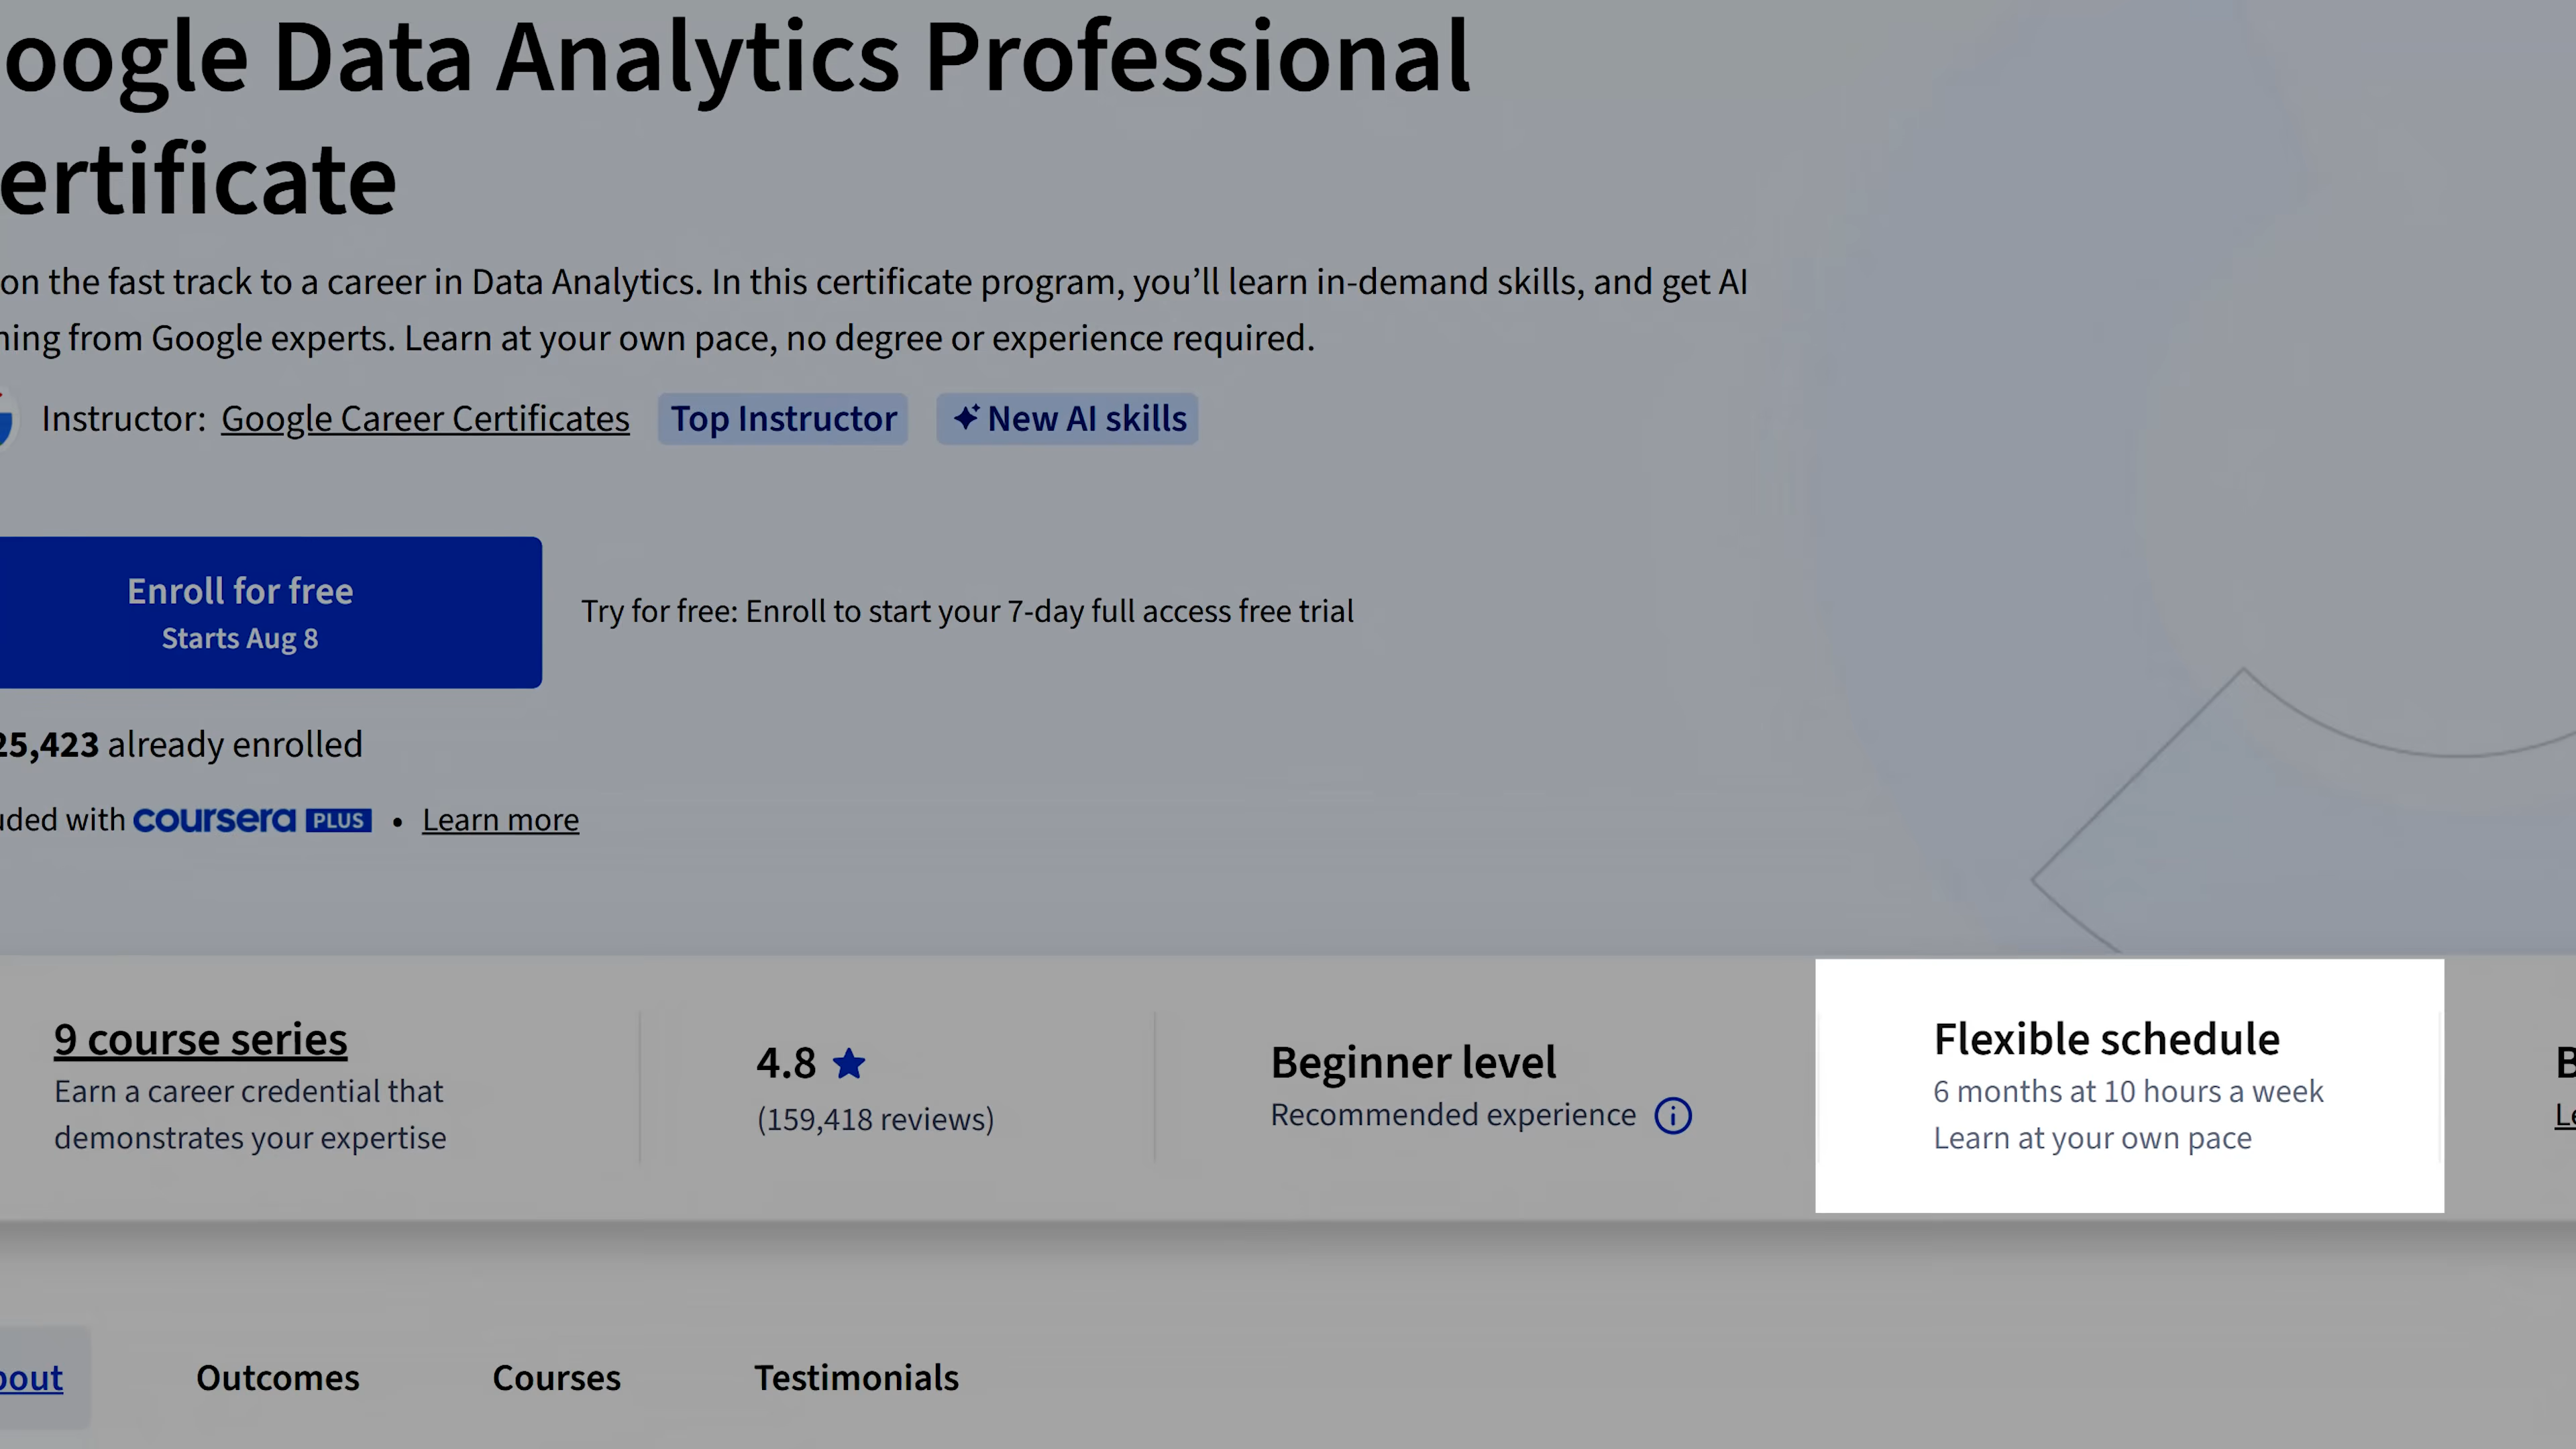 oogle Data Analytics Professional
ertificate
on the fast track to a career in Data Analytics. In this certificate program, you'll learn in-demand skills, and get AI
ning from Google experts. Learn at your own pace, no degree or experience required.
Instructor: Google Career Certificates Top Instructor New AI skills
Enroll for free
Starts Aug 8
Try for free: Enroll to start your 7-day full access free trial
25,423 already enrolled
uded with coursera PLUS • Learn more
9 course series
Earn a career credential that
demonstrates your expertise
4.8
(159,418 reviews)
Beginner level
Recommended experience
Flexible schedule
6 months at 10 hours a week
Learn at your own pace
B
Le
bout Outcomes Courses Testimonials